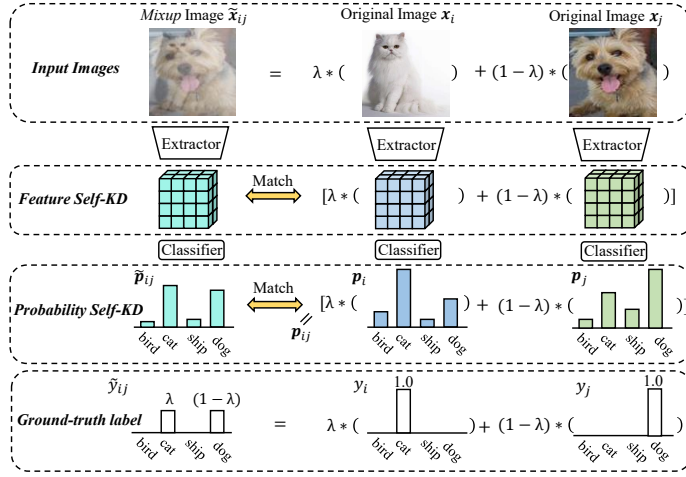 Mixup Image x̃ij Original Image xi Original Image xj
Input Images = λ ∗ ( ) + (1 − λ) ∗ ( )
Extractor Extractor Extractor
Feature Self-KD Match [λ ∗ ( ) + (1 − λ) ∗ ( )]
Classifier Classifier Classifier
p̃ij pi pj
Probability Self-KD Match [λ ∗ ( ) + (1 − λ) ∗ ( )]
= pij
bird cat ship dog bird cat ship dog bird cat ship dog
ỹij yi yj
λ (1 − λ) 1.0 1.0
Ground-truth label = λ ∗ ( ) + (1 − λ) ∗ ( )
bird cat ship dog bird cat ship dog bird cat ship dog